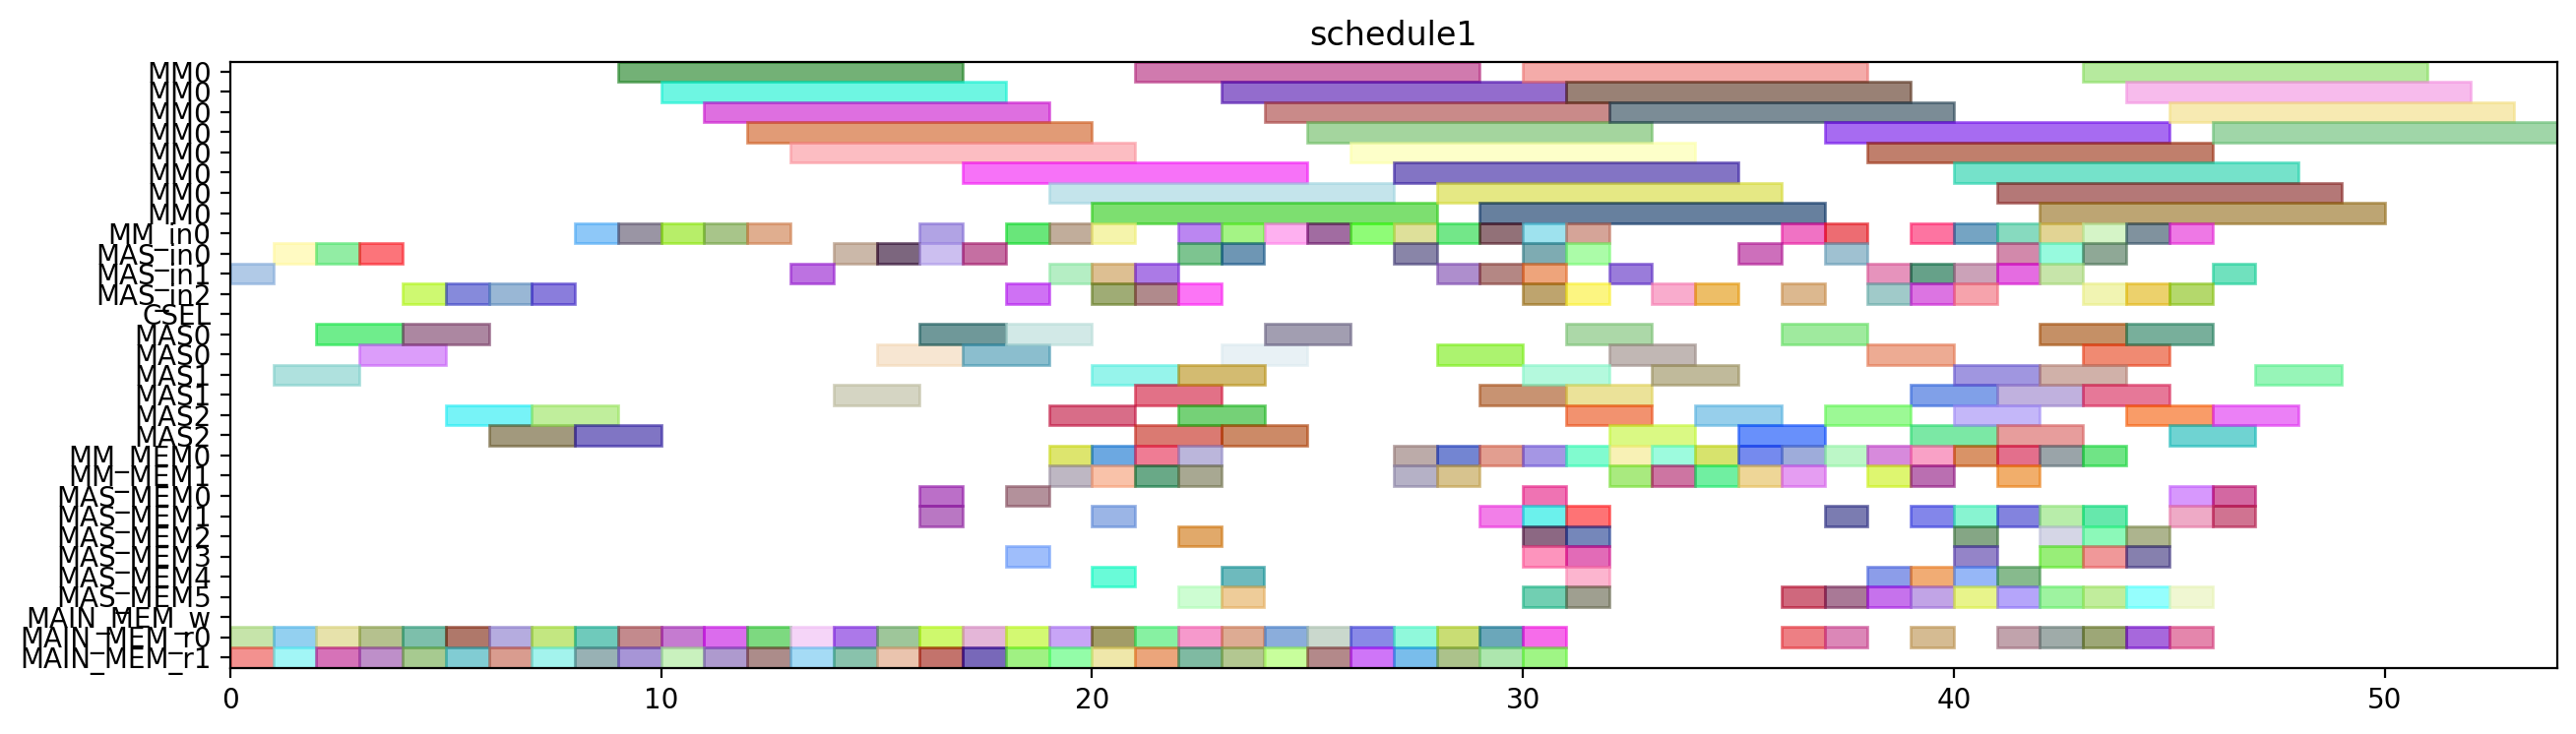 schedule1
MM0
MM0
MM0
MM0
MM0
MM0
MM0
MM0
MM_in0
MAS_in0
MAS_in1
MAS_in2
CSEL
MAS0
MAS0
MAS1
MAS1
MAS2
MAS2
MM_MEM0
MM_MEM1
MAS_MEM0
MAS_MEM1
MAS_MEM2
MAS_MEM3
MAS_MEM4
MAS_MEM5
MAIN_MEM_w
MAIN_MEM_r0
MAIN_MEM_r1
0 10 20 30 40 50